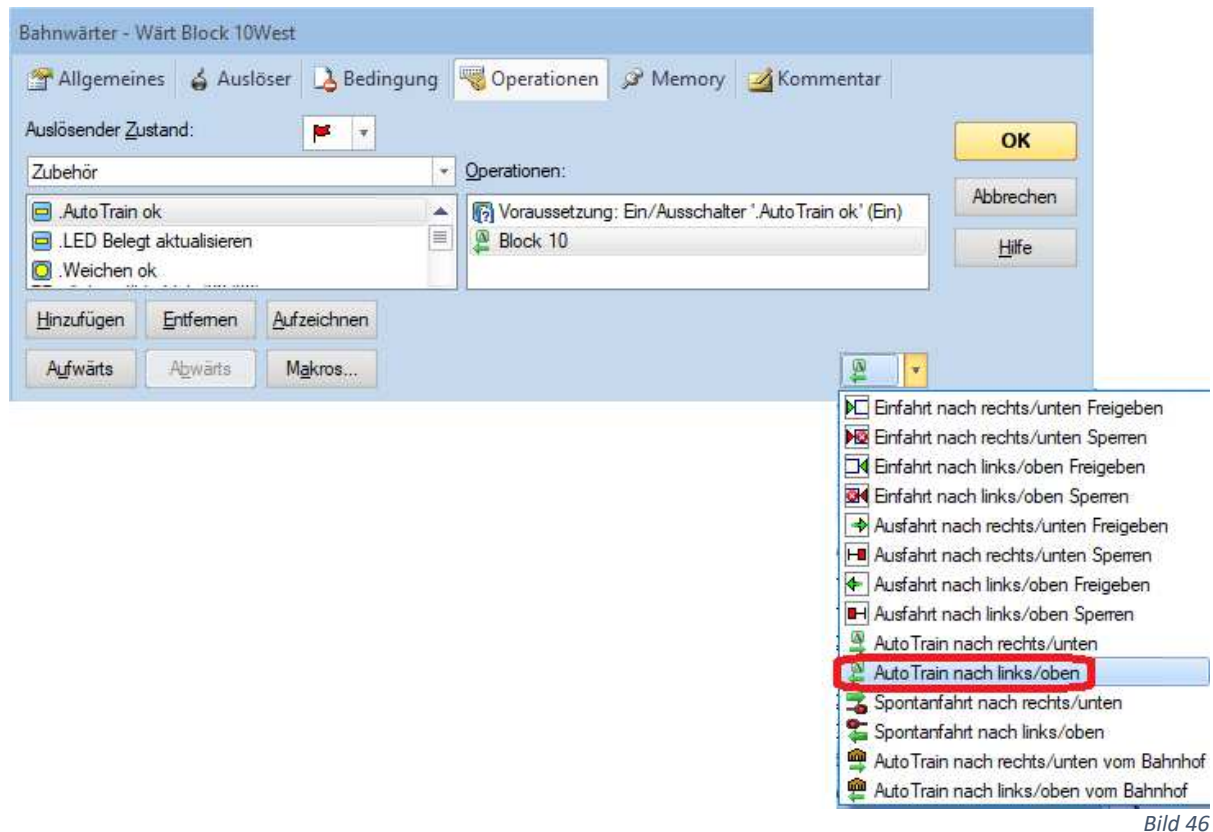 Bahnwärter - Wärt Block 10West
Allgemeines Auslöser Bedingung Operationen Memory Kommentar
Auslösender Zustand:
OK
Zubehör
Operationen:
Abbrechen
.AutoTrain ok
Voraussetzung: Ein/Ausschalter '.AutoTrain ok' (Ein)
.LED Belegt aktualisieren
Block 10
Hilfe
.Weichen ok
Hinzufügen Entfernen Aufzeichnen
Aufwärts Abwärts Makros...
Einfahrt nach rechts/unten Freigeben
Einfahrt nach rechts/unten Sperren
Einfahrt nach links/oben Freigeben
Einfahrt nach links/oben Sperren
Ausfahrt nach rechts/unten Freigeben
Ausfahrt nach rechts/unten Sperren
Ausfahrt nach links/oben Freigeben
Ausfahrt nach links/oben Sperren
AutoTrain nach rechts/unten
AutoTrain nach links/oben
Spontanfahrt nach rechts/unten
Spontanfahrt nach links/oben
AutoTrain nach rechts/unten vom Bahnhof
AutoTrain nach links/oben vom Bahnhof
Bild 46